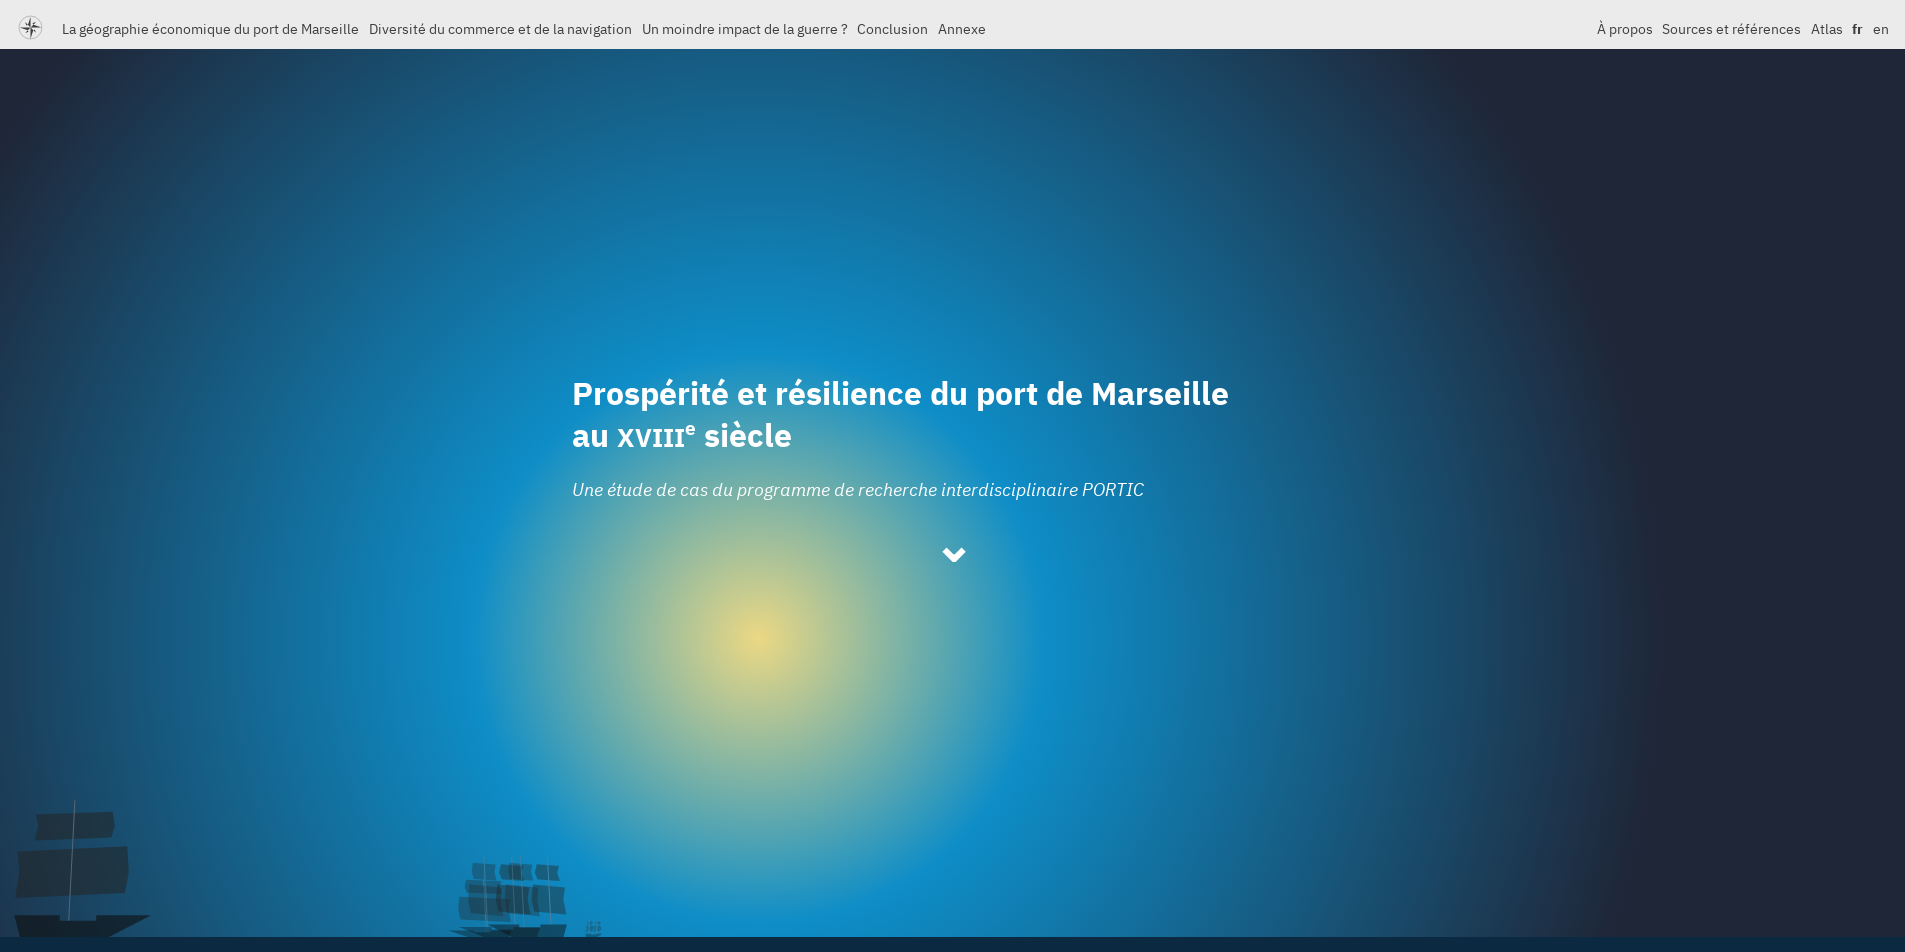 La géographie économique du port de Marseille Diversité du commerce et de la navigation Un moindre impact de la guerre ? Conclusion Annexe À propos Sources et références Atlas fr en
Prospérité et résilience du port de Marseille
au XVIIIe siècle
Une étude de cas du programme de recherche interdisciplinaire PORTIC